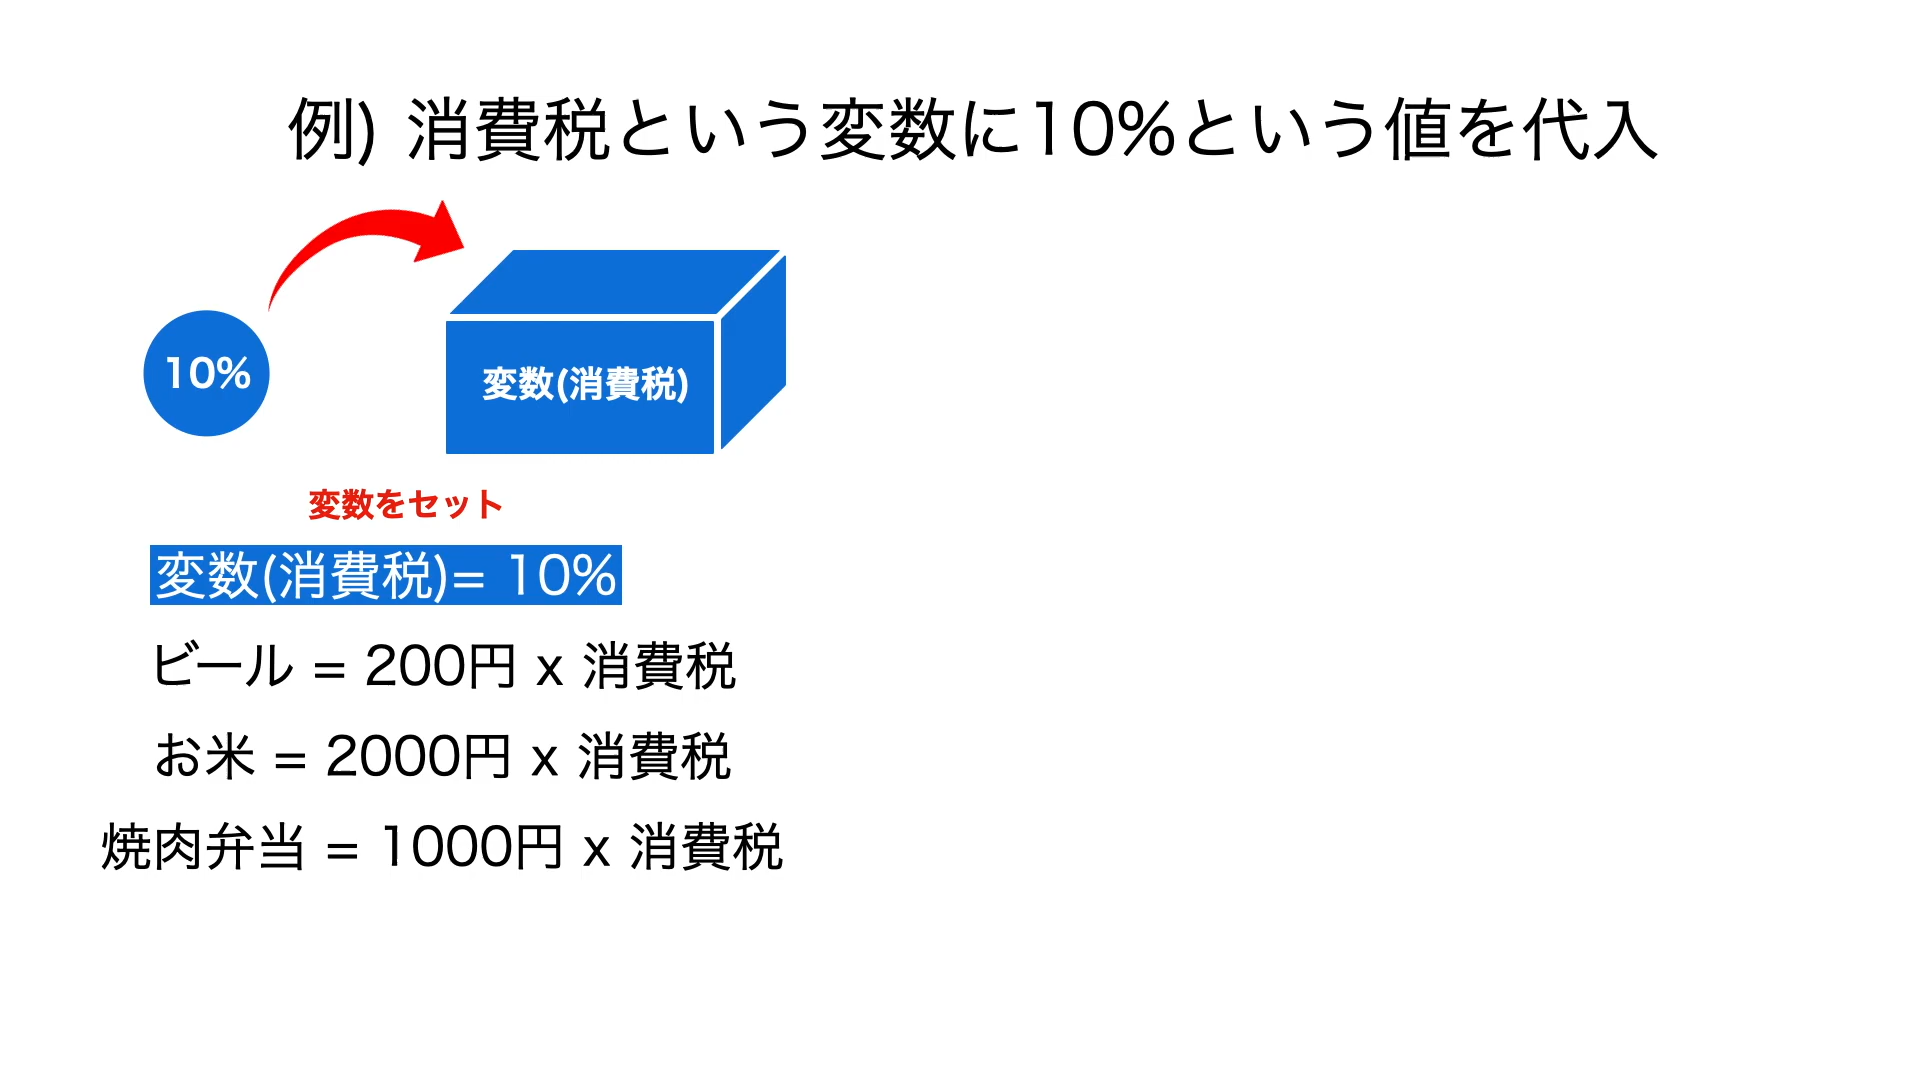 例) 消費税という変数に10%という値を代入
10%
変数(消費税)
変数をセット
変数(消費税)= 10%
ビール = 200円 x 消費税
お米 = 2000円 x 消費税
焼肉弁当 = 1000円 x 消費税